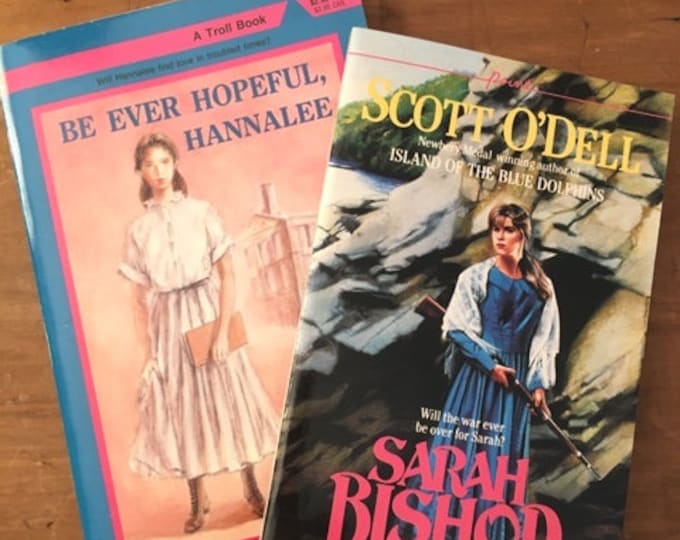 A Troll Book
Will Hannalee find love in troubled times?
BE EVER HOPEFUL,
HANNALEE
SCOTT O'DELL
Newbery Medal winning author of
ISLAND OF THE BLUE DOLPHINS
Will the war ever
be over for Sarah?
SARAH
BISHOP